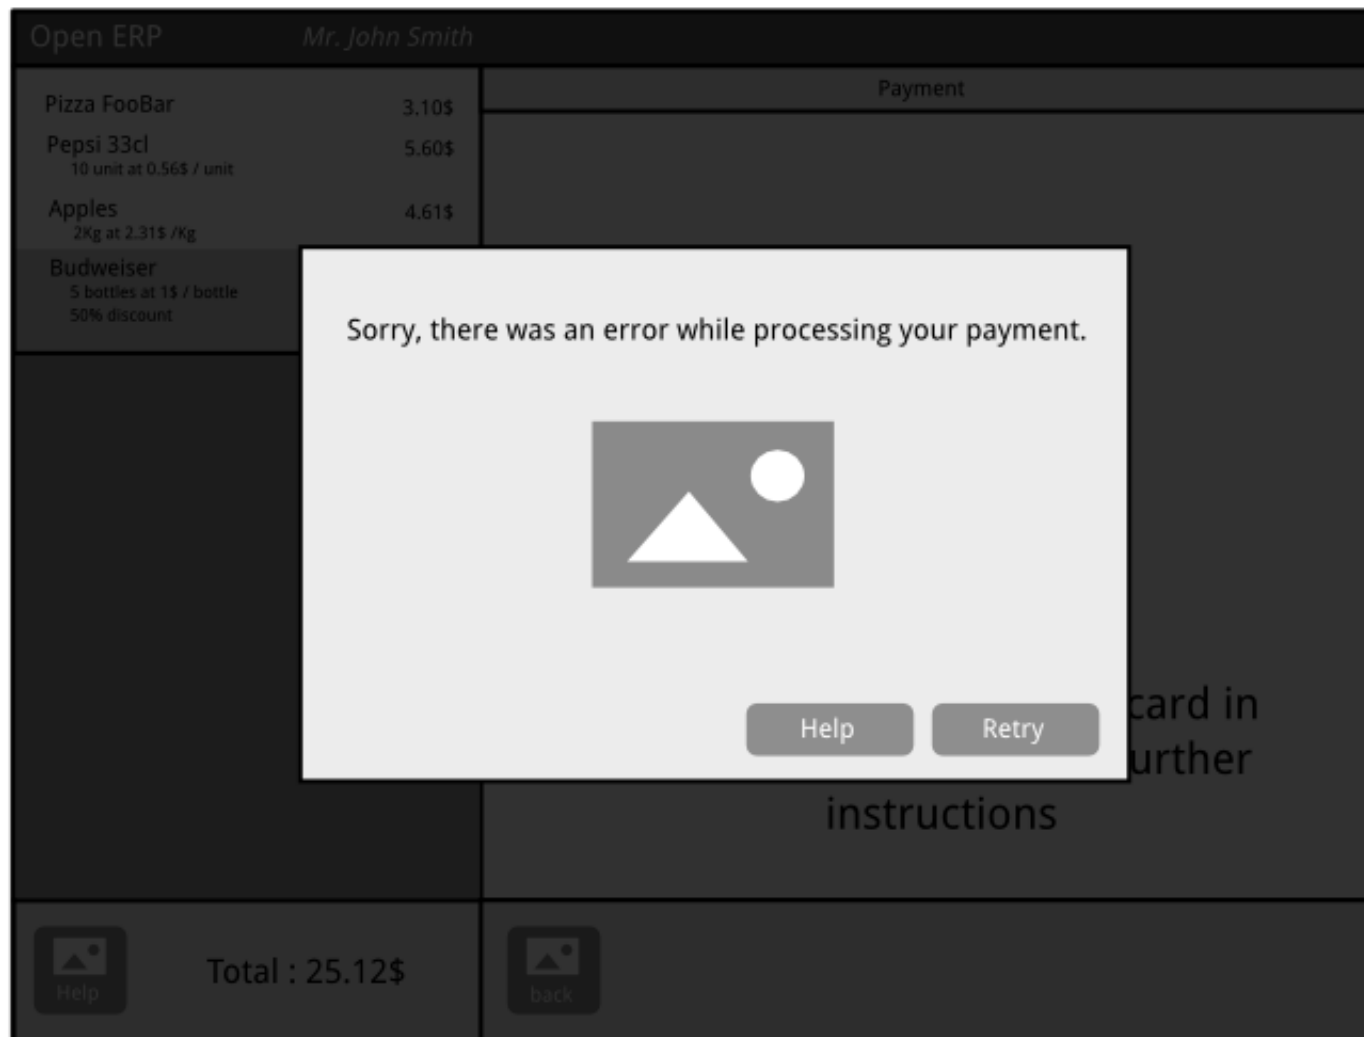 Open ERP
Mr. John Smith
Payment
Pizza FooBar 3.10$
Pepsi 33cl 5.60$
10 unit at 0.56$ / unit
Apples 4.61$
2Kg at 2.31$ /Kg
Budweiser
5 bottles at 1$ / bottle
50% discount
Sorry, there was an error while processing your payment.
Help
Retry
card in
urther
instructions
Help
Total : 25.12$
back